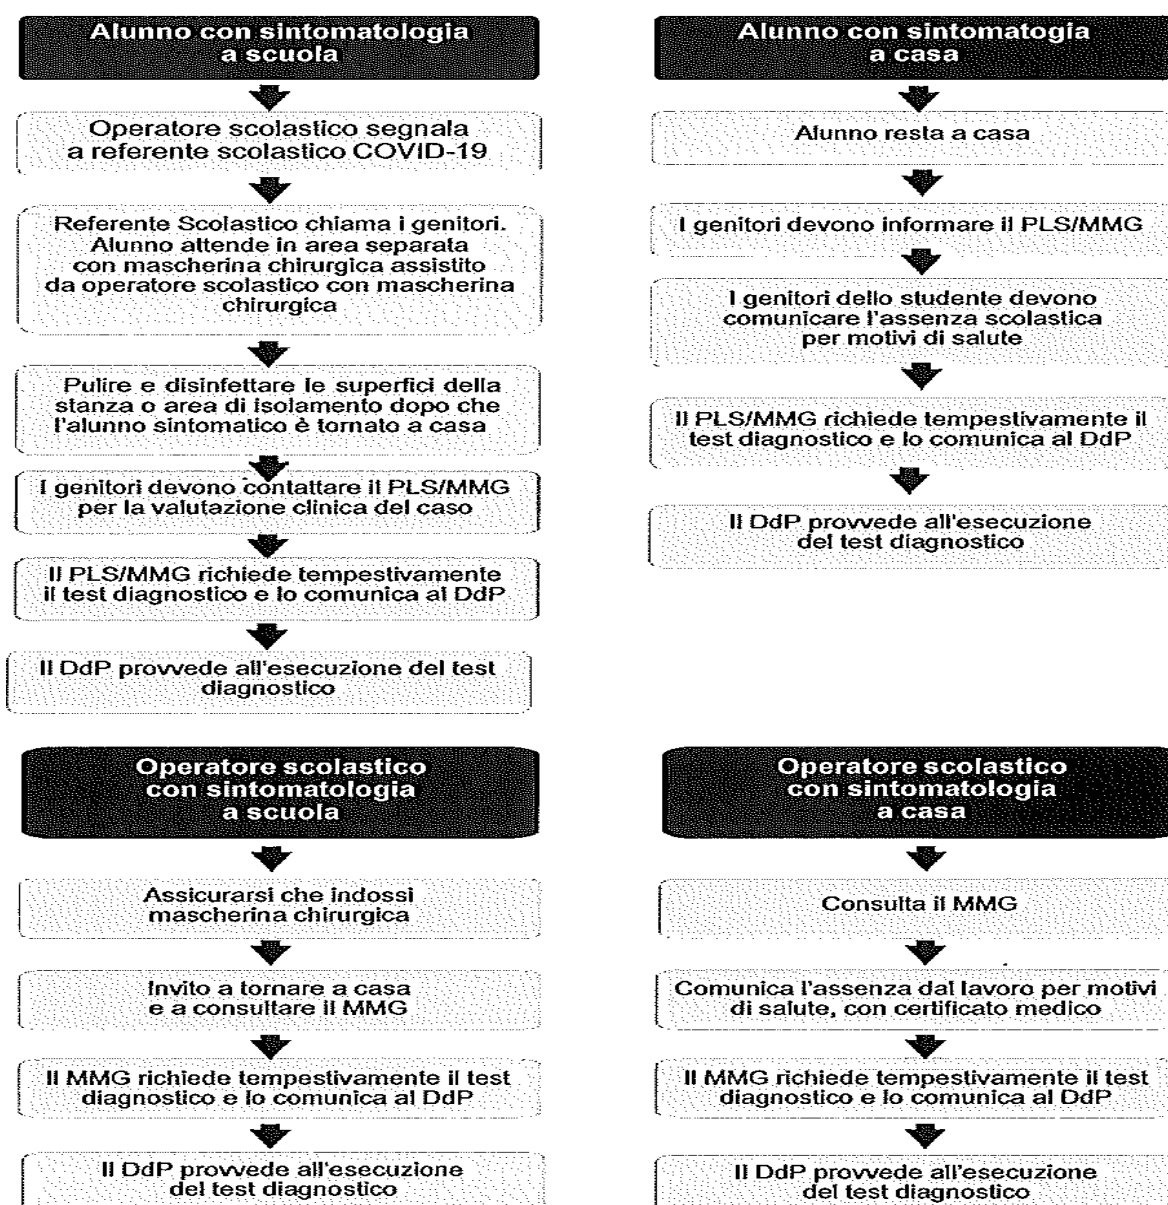 Alunno con sintomatologia
a scuola
Operatore scolastico segnala
a referente scolastico COVID-19
Referente Scolastico chiama i genitori.
Alunno attende in area separata
con mascherina chirurgica assistito
da operatore scolastico con mascherina
chirurgica
Pulire e disinfettare le superfici della
stanza o area di isolamento dopo che
l'alunno sintomatico è tornato a casa
I genitori devono contattare il PLS/MMG
per la valutazione clinica del caso
Il PLS/MMG richiede tempestivamente
il test diagnostico e lo comunica al DdP
Il DdP provvede all'esecuzione del test
diagnostico
Alunno con sintomatogia
a casa
Alunno resta a casa
I genitori devono informare il PLS/MMG
I genitori dello studente devono
comunicare l'assenza scolastica
per motivi di salute
Il PLS/MMG richiede tempestivamente il
test diagnostico e lo comunica al DdP
Il DdP provvede all'esecuzione
del test diagnostico
Operatore scolastico
con sintomatologia
a scuola
Assicurarsi che indossi
mascherina chirurgica
Invito a tornare a casa
e a consultare il MMG
Il MMG richiede tempestivamente il test
diagnostico e lo comunica al DdP
Il DdP provvede all'esecuzione
del test diagnostico
Operatore scolastico
con sintomatologia
a casa
Consulta il MMG
Comunica l'assenza dal lavoro per motivi
di salute, con certificato medico
Il MMG richiede tempestivamente il test
diagnostico e lo comunica al DdP
Il DdP provvede all'esecuzione
del test diagnostico